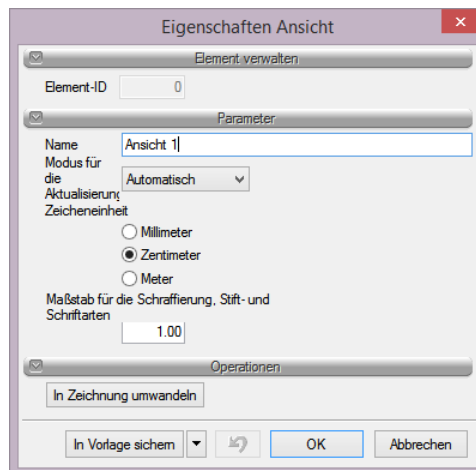 Eigenschaften Ansicht
Element verwalten
Element-ID 0
Parameter
Name Ansicht 1
Modus für
die
Aktualisierung Automatisch
Zeicheneinheit
Millimeter
Zentimeter
Meter
Maßstab für die Schraffierung, Stift- und
Schriftarten
1.00
Operationen
In Zeichnung umwandeln
In Vorlage sichern OK Abbrechen